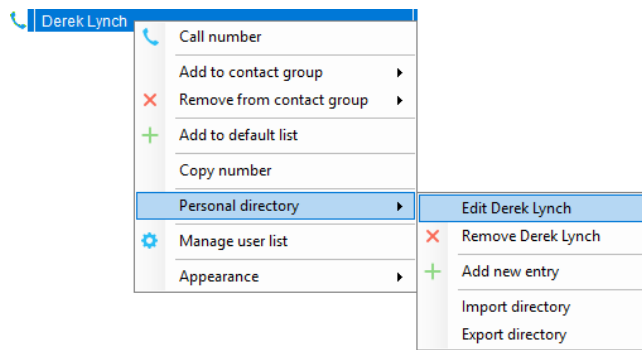 Derek Lynch
Call number
Add to contact group
Remove from contact group
Add to default list
Copy number
Personal directory
Manage user list
Appearance
Edit Derek Lynch
Remove Derek Lynch
Add new entry
Import directory
Export directory